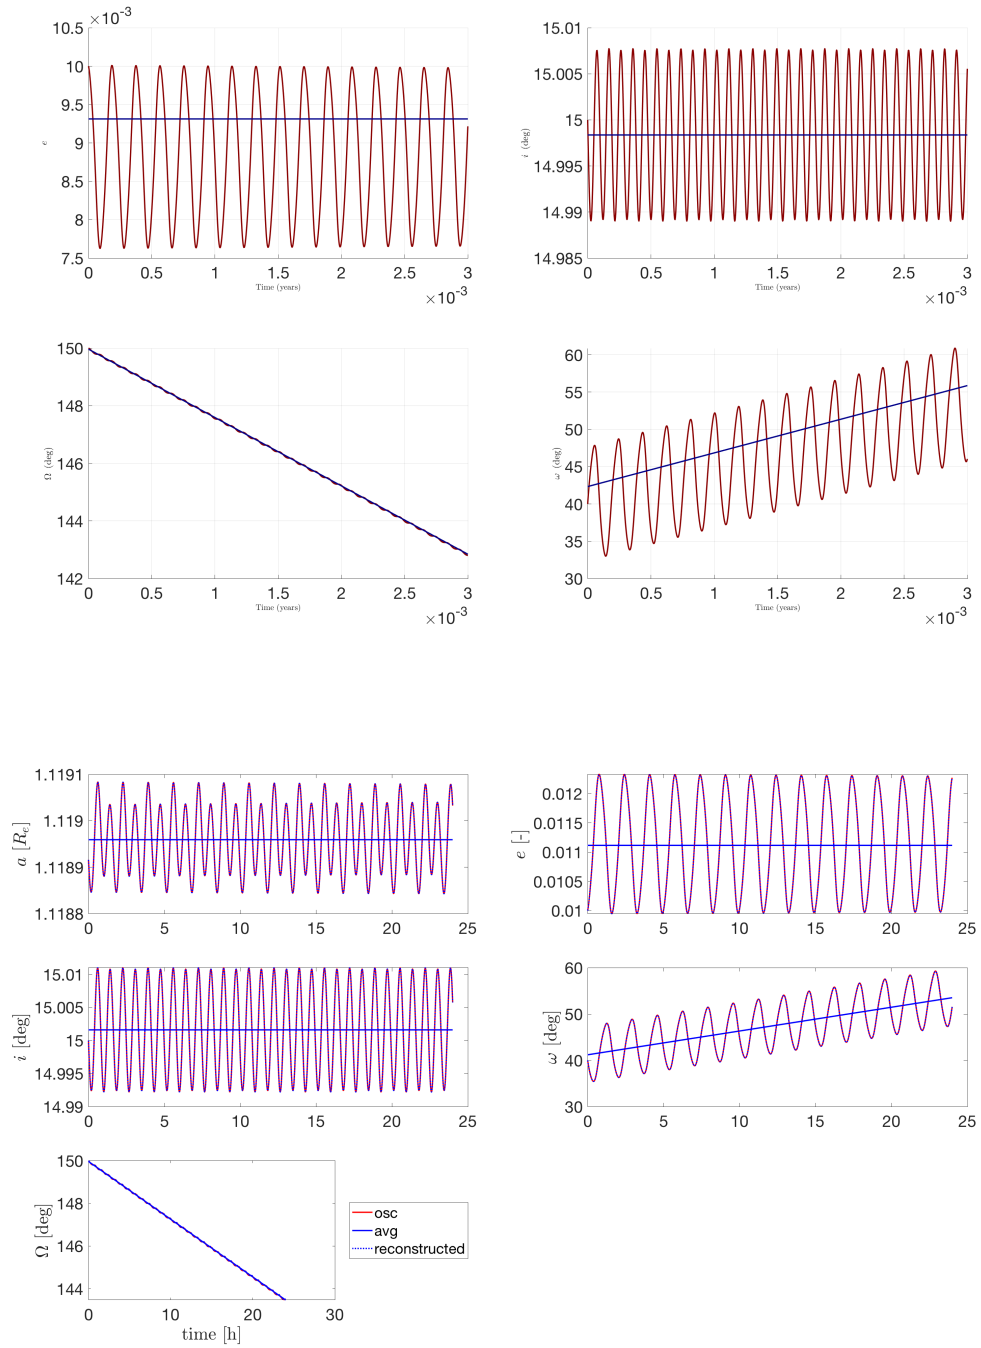 ×10⁻³
10.5
10
9.5
9
8.5
8
7.5
e
0 0.5 1 1.5 2 2.5 3
Time (years)
×10⁻³
15.01
15.005
15
14.995
14.99
14.985
i (deg)
0 0.5 1 1.5 2 2.5 3
Time (years)
×10⁻³
150
148
146
144
142
Ω (deg)
0 0.5 1 1.5 2 2.5 3
Time (years)
×10⁻³
60
55
50
45
40
35
30
ω (deg)
0 0.5 1 1.5 2 2.5 3
Time (years)
×10⁻³
1.1191
1.119
1.1189
1.1188
a [Rₑ]
0 5 10 15 20 25
0.012
0.0115
0.011
0.0105
0.01
e [-]
0 5 10 15 20 25
15.01
15.005
15
14.995
14.99
i [deg]
0 5 10 15 20 25
60
50
40
30
ω [deg]
0 5 10 15 20 25
150
148
146
144
Ω [deg]
0 10 20 30
time [h]
osc
avg
reconstructed